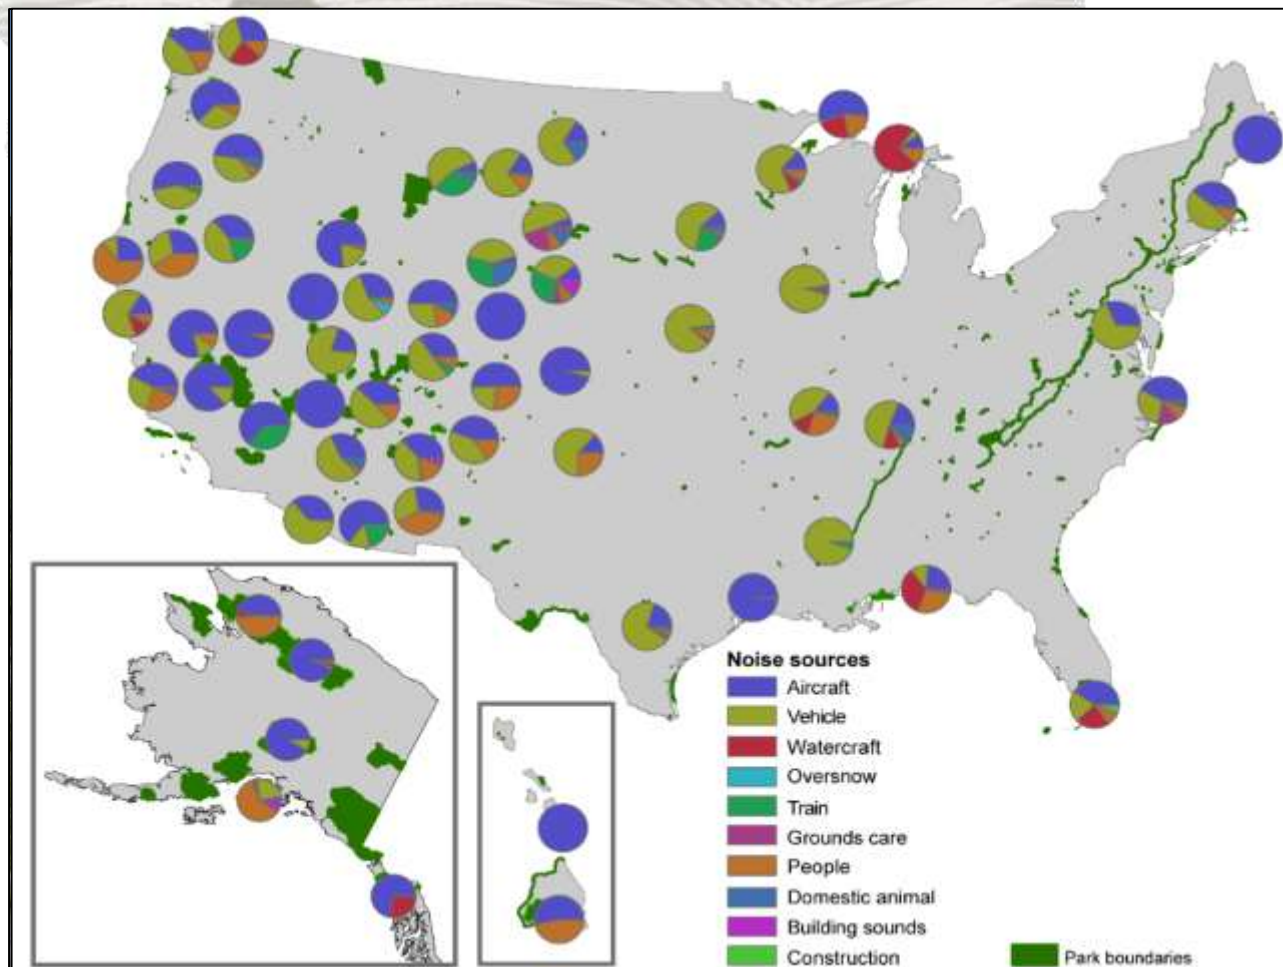 Noise sources
Aircraft
Vehicle
Watercraft
Oversnow
Train
Grounds care
People
Domestic animal
Building sounds
Construction
Park boundaries